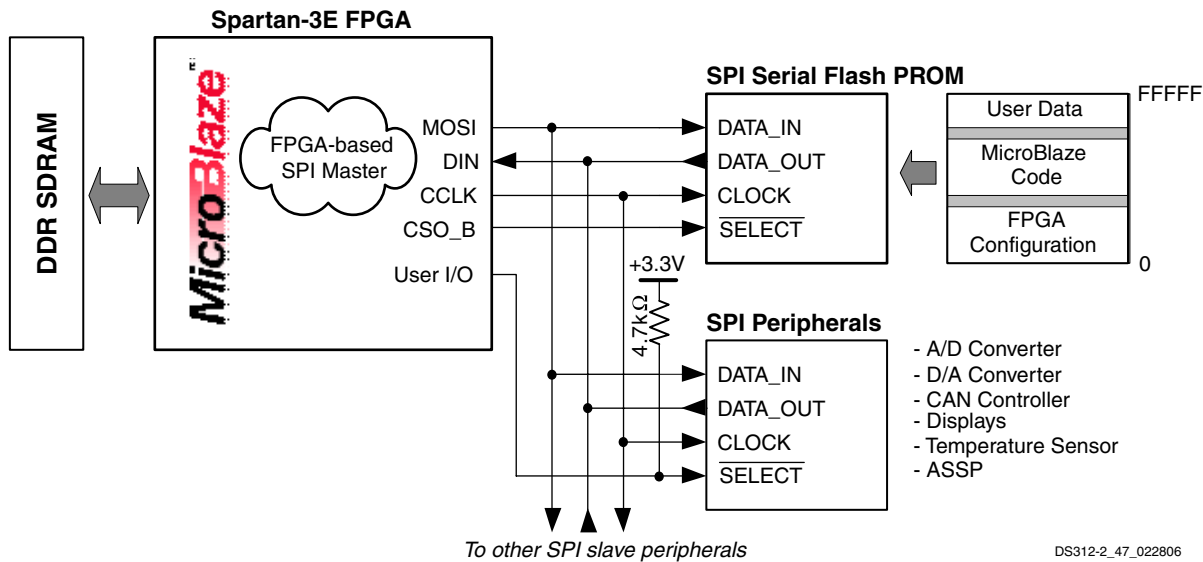 Spartan-3E FPGA
DDR SDRAM
MicroBlaze™
FPGA-based
SPI Master
MOSI
DIN
CCLK
CSO_B
User I/O
SPI Serial Flash PROM
DATA_IN
DATA_OUT
CLOCK
SELECT
User Data
MicroBlaze
Code
FPGA
Configuration
FFFFF
0
+3.3V
4.7kΩ
SPI Peripherals
DATA_IN
DATA_OUT
CLOCK
SELECT
- A/D Converter
- D/A Converter
- CAN Controller
- Displays
- Temperature Sensor
- ASSP
To other SPI slave peripherals
DS312-2_47_022806